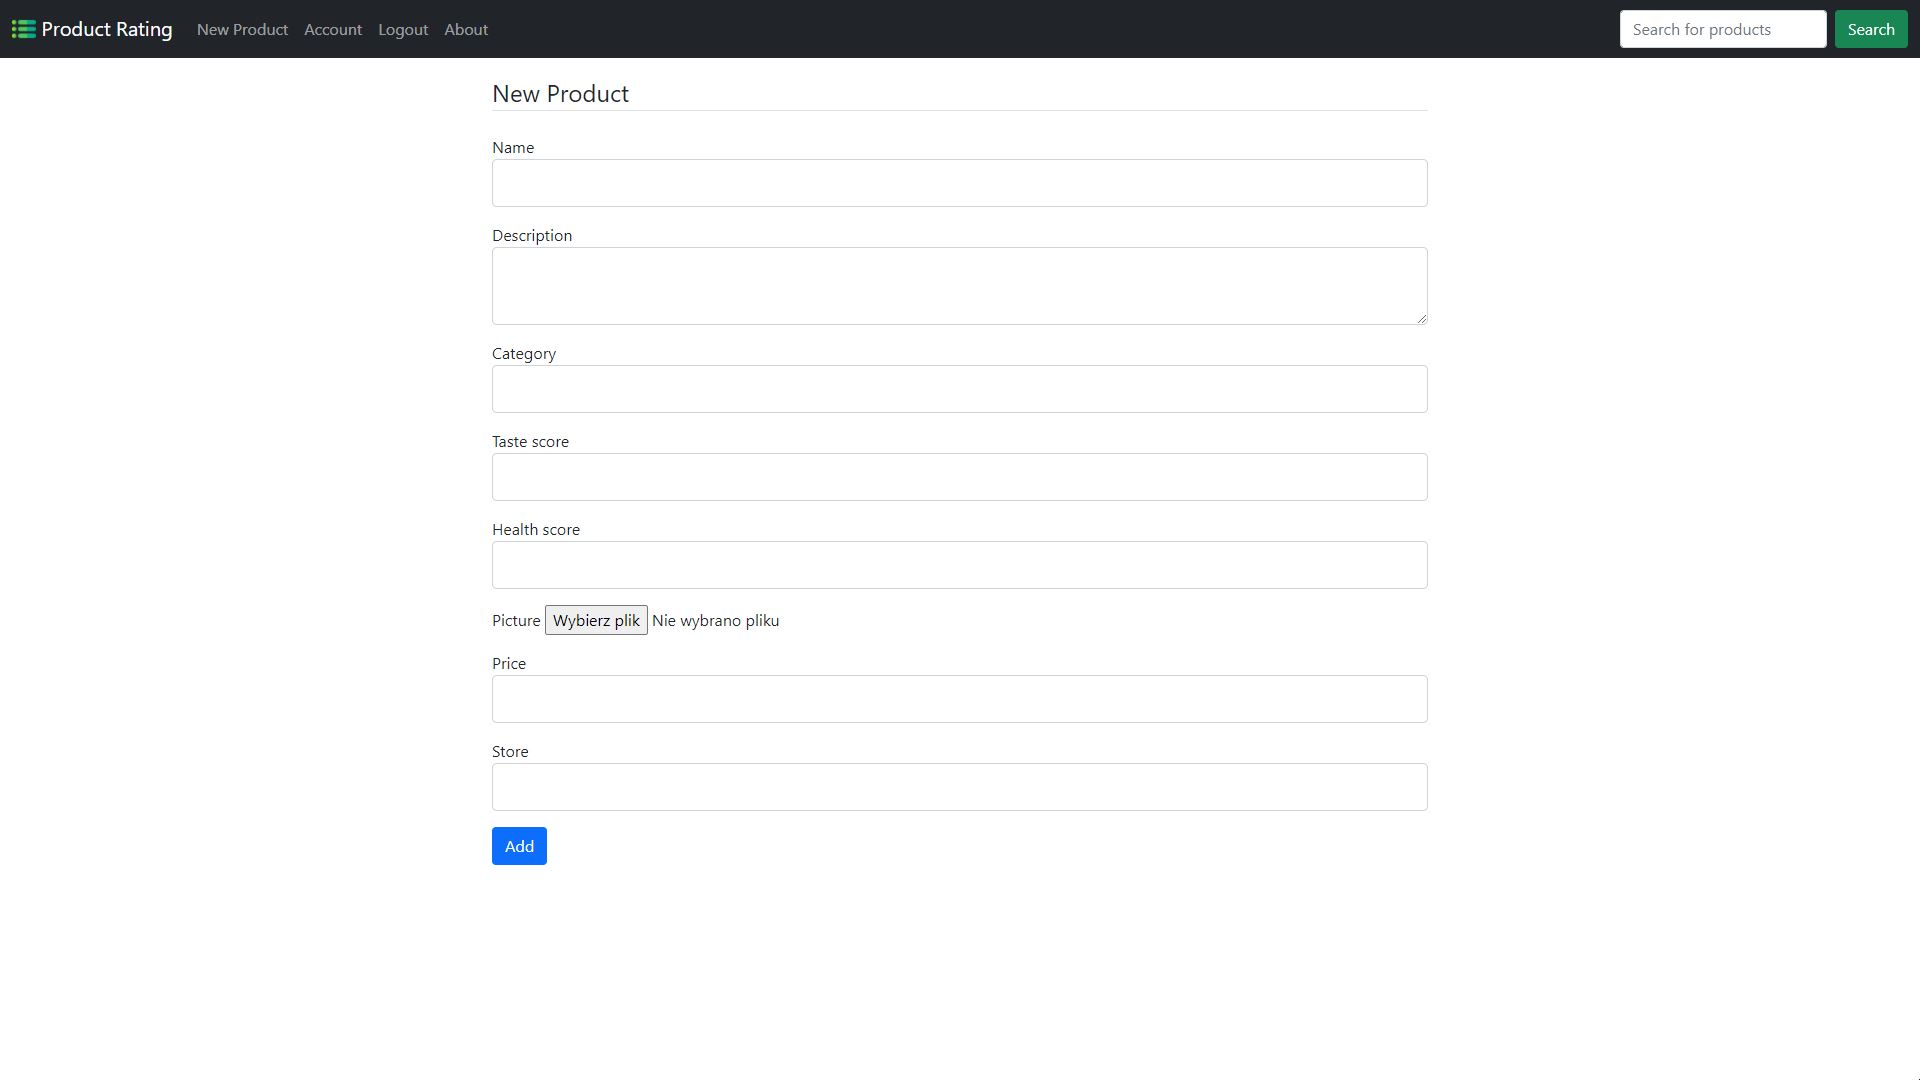 Product Rating New Product Account Logout About Search for products Search
New Product
Name
Description
Category
Taste score
Health score
Picture Wybierz plik Nie wybrano pliku
Price
Store
Add